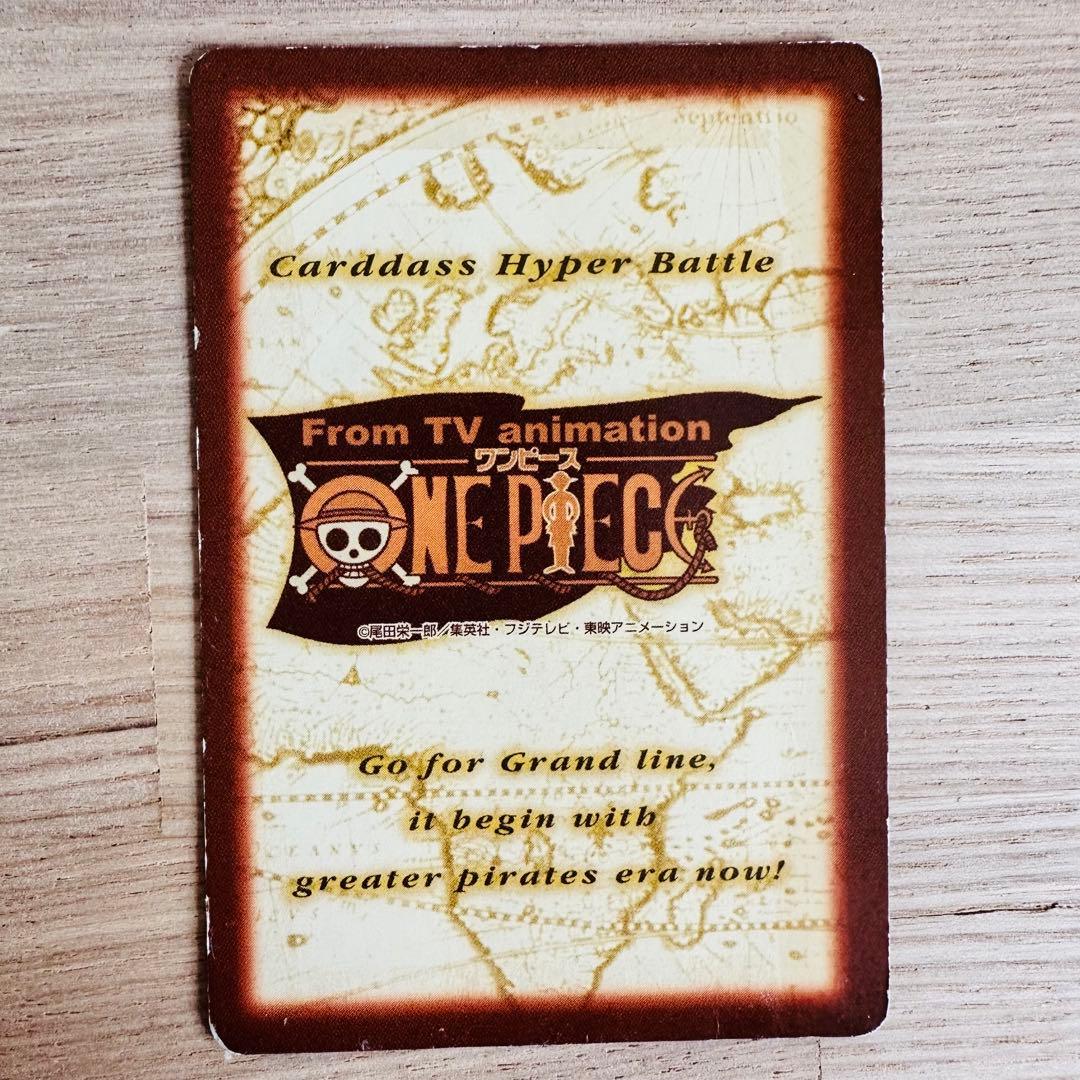 Septentrio
Carddass Hyper Battle
From TV animation
ワンピース
ONE PIECE
©尾田栄一郎／集英社・フジテレビ・東映アニメーション
Go for Grand line,
it begin with
greater pirates era now!